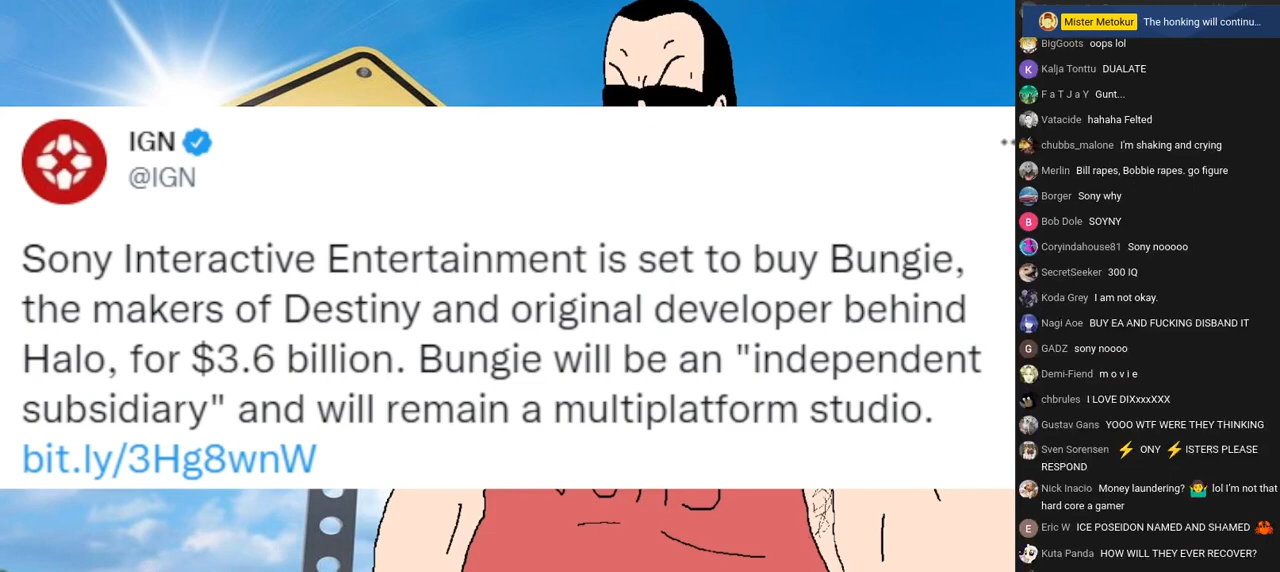 IGN
@IGN
Sony Interactive Entertainment is set to buy Bungie,
the makers of Destiny and original developer behind
Halo, for $3.6 billion. Bungie will be an "independent
subsidiary" and will remain a multiplatform studio.
bit.ly/3Hg8wnW
Mister Metokur The honking will continu...
BigGoots oops lol
Kalja Tonttu DUALATE
F a T J a Y Gunt...
Vatacide hahaha Felted
chubbs_malone I'm shaking and crying
Merlin Bill rapes, Bobbie rapes. go figure
Borger Sony why
Bob Dole SOYNY
Coryindahouse81 Sony nooooo
SecretSeeker 300 IQ
Koda Grey I am not okay.
Nagi Aoe BUY EA AND FUCKING DISBAND IT
GADZ sony noooo
Demi-Fiend m o v i e
chbrules I LOVE DIXxxxXXX
Gustav Gans YOOO WTF WERE THEY THINKING
Sven Sorensen ⚡ ONY ⚡ISTERS PLEASE
RESPOND
Nick Inacio Money laundering? 🤷‍♂️ lol I'm not that
hard core a gamer
Eric W ICE POSEIDON NAMED AND SHAMED 🦀
Kuta Panda HOW WILL THEY EVER RECOVER?